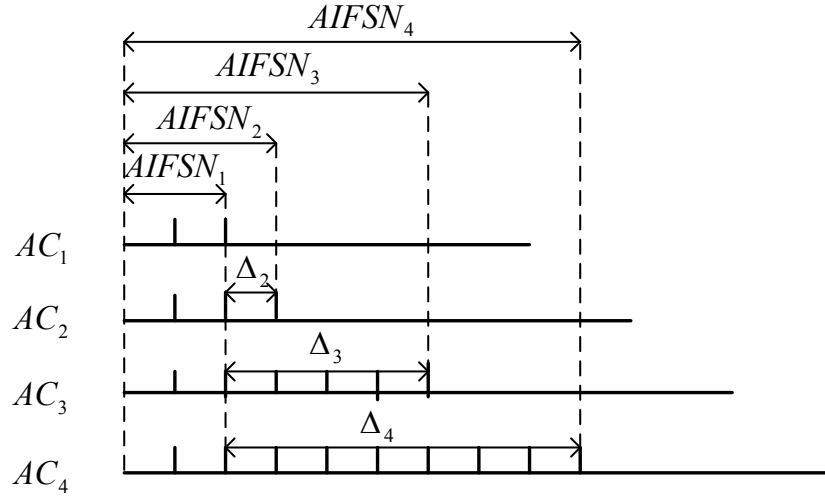 AIFSN₄
AIFSN₃
AIFSN₂
AIFSN₁
AC₁
Δ₂
AC₂
Δ₃
AC₃
Δ₄
AC₄